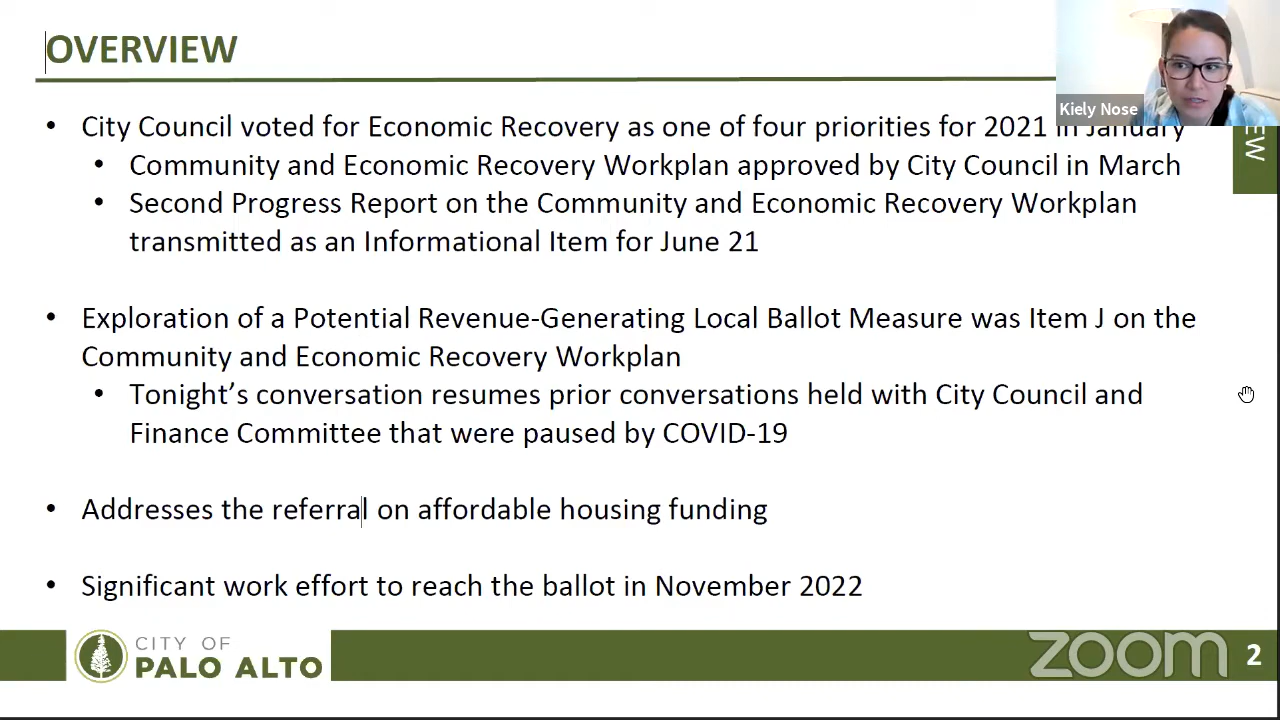 OVERVIEW
Kiely Nose
• City Council voted for Economic Recovery as one of four priorities for 2021 in January
• Community and Economic Recovery Workplan approved by City Council in March
• Second Progress Report on the Community and Economic Recovery Workplan
transmitted as an Informational Item for June 21
• Exploration of a Potential Revenue-Generating Local Ballot Measure was Item J on the
Community and Economic Recovery Workplan
• Tonight's conversation resumes prior conversations held with City Council and
Finance Committee that were paused by COVID-19
• Addresses the referral on affordable housing funding
• Significant work effort to reach the ballot in November 2022
CITY OF
PALO ALTO
zoom
2